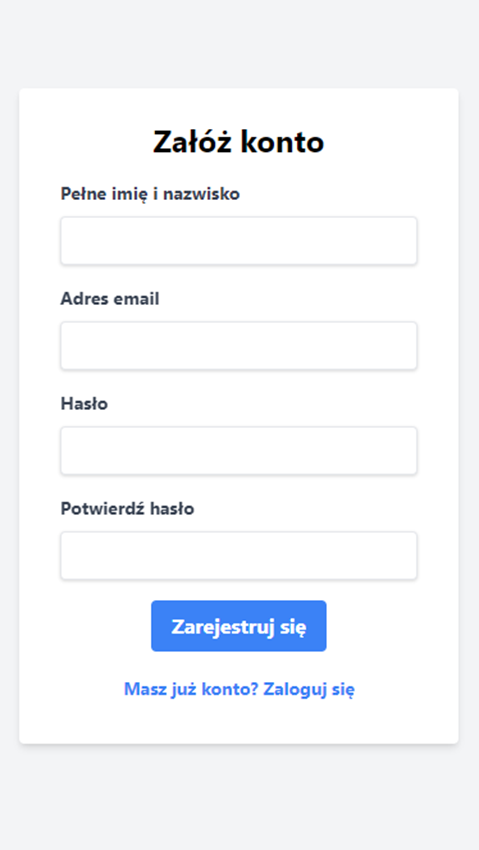 Załóż konto
Pełne imię i nazwisko
Adres email
Hasło
Potwierdź hasło
Zarejestruj się
Masz już konto? Zaloguj się